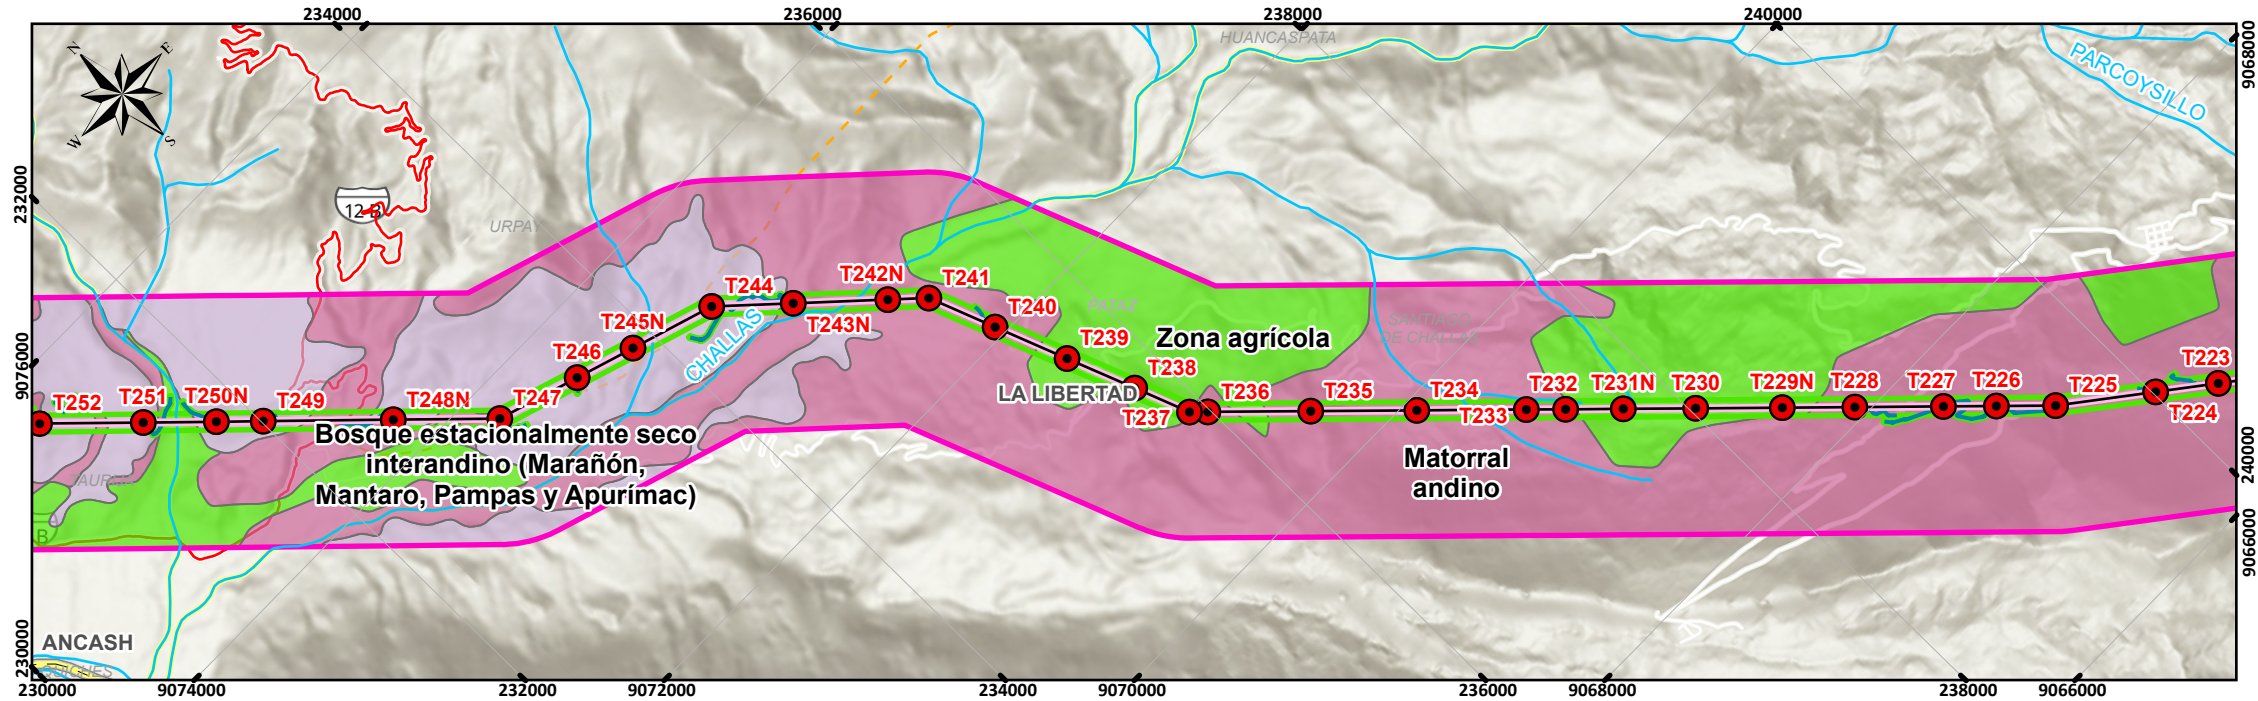 234000
236000
238000
240000
HUANCASPATA
9068000
N
E
W
S
PARCOYSILLO
12 B
232000
URPAY
T244
T242N
T241
T243N
T240
PATAZ
T245N
CHALLAS
T239
Zona agrícola
SANTIAGO
DE CHALLAS
T246
T238
T223
9076000
T252
T251
T250N
T249
T248N
T247
LA LIBERTAD
T237
T236
T235
T234
T233
T232
T231N
T230
T229N
T228
T227
T226
T225
T224
Bosque estacionalmente seco
interandino (Marañón,
Mantaro, Pampas y Apurímac)
Matorral
andino
240000
B
9066000
ANCASH
230000
230000
9074000
232000
9072000
234000
9070000
236000
9068000
238000
9066000